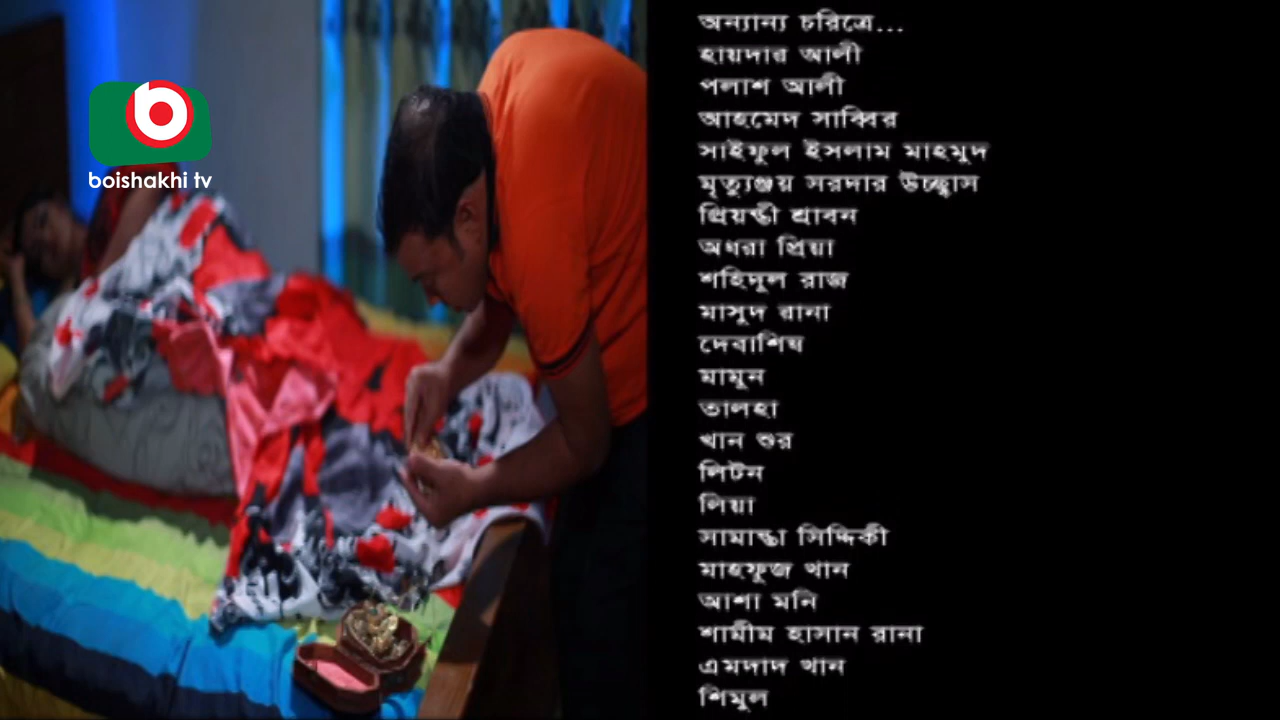 boishakhi tv
অন্যান্য চরিত্রে...
হায়দার আলী
পলাশ আলী
আহমেদ সাব্বির
সাইফুল ইসলাম মাহমুদ
মৃত্যুঞ্জয় সরদার উচ্ছ্বোস
প্রিয়ন্তী শ্রাবন
অধরা প্রিয়া
শহিদুল রাজ
মাসুদ রানা
দেবাশিষ
মামুন
তালহা
খান শুর
লিটন
লিয়া
সামান্তা সিদ্দিকী
মাহফুজ খান
আশা মনি
শামীম হাসান রানা
এমদাদ খান
শিমুল